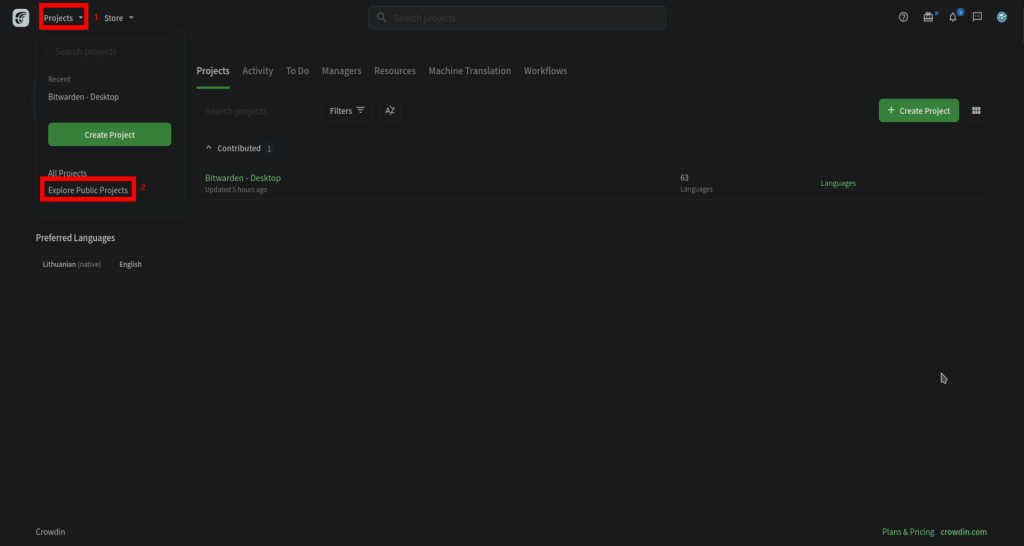 Projects 1 Store
Search projects
Search projects
Recent
Bitwarden - Desktop
Create Project
All Projects
Explore Public Projects 2
Preferred Languages
Lithuanian (native) English
Projects Activity To Do Managers Resources Machine Translation Workflows
Search projects Filters AZ + Create Project
Contributed 1
Bitwarden - Desktop
Updated 5 hours ago
63
Languages
Languages
Crowdin Plans & Pricing crowdin.com